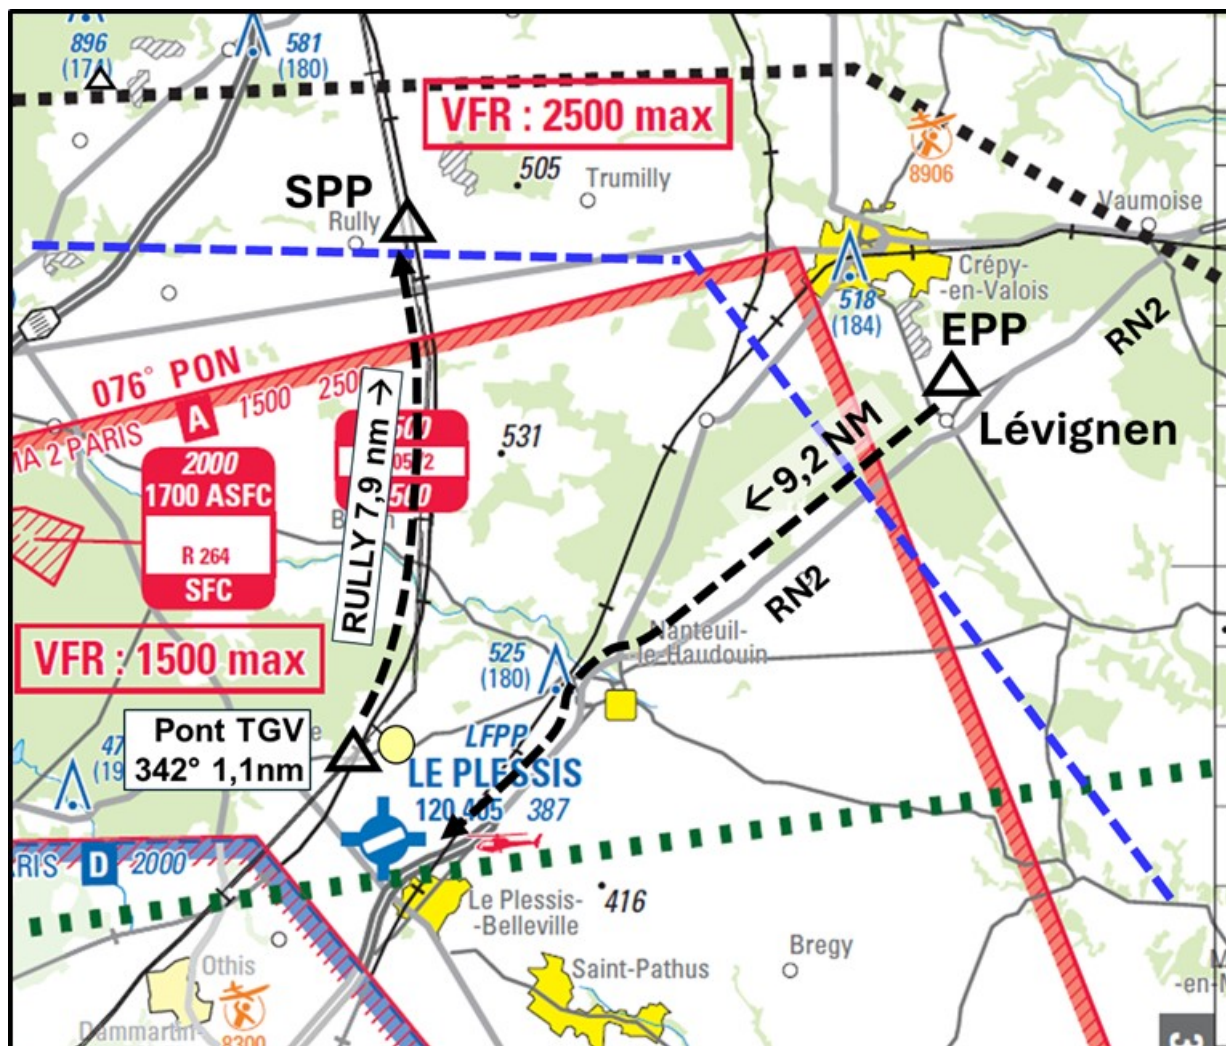 896
(174)
581
(180)
VFR : 2500 max
505
Trumilly
8906
Vaumoise
SPP
Rully
Crépy-
-en-Valois
518
(184)
EPP
RN2
076° PON
A
1500
MA 2 PARIS
Lévignen
←9,2 NM
531
2000
1700 ASFC
R 264
SFC
RULLY 7,9 nm →
RN2
VFR : 1500 max
525
(180)
Nanteuil-
-le-Haudouin
Pont TGV
342° 1,1nm
LFPP
LE PLESSIS
120,405 387
D 2000
Le Plessis-
-Belleville
416
Othis
Saint-Pathus
Bregy
Dammartin-
8300
3